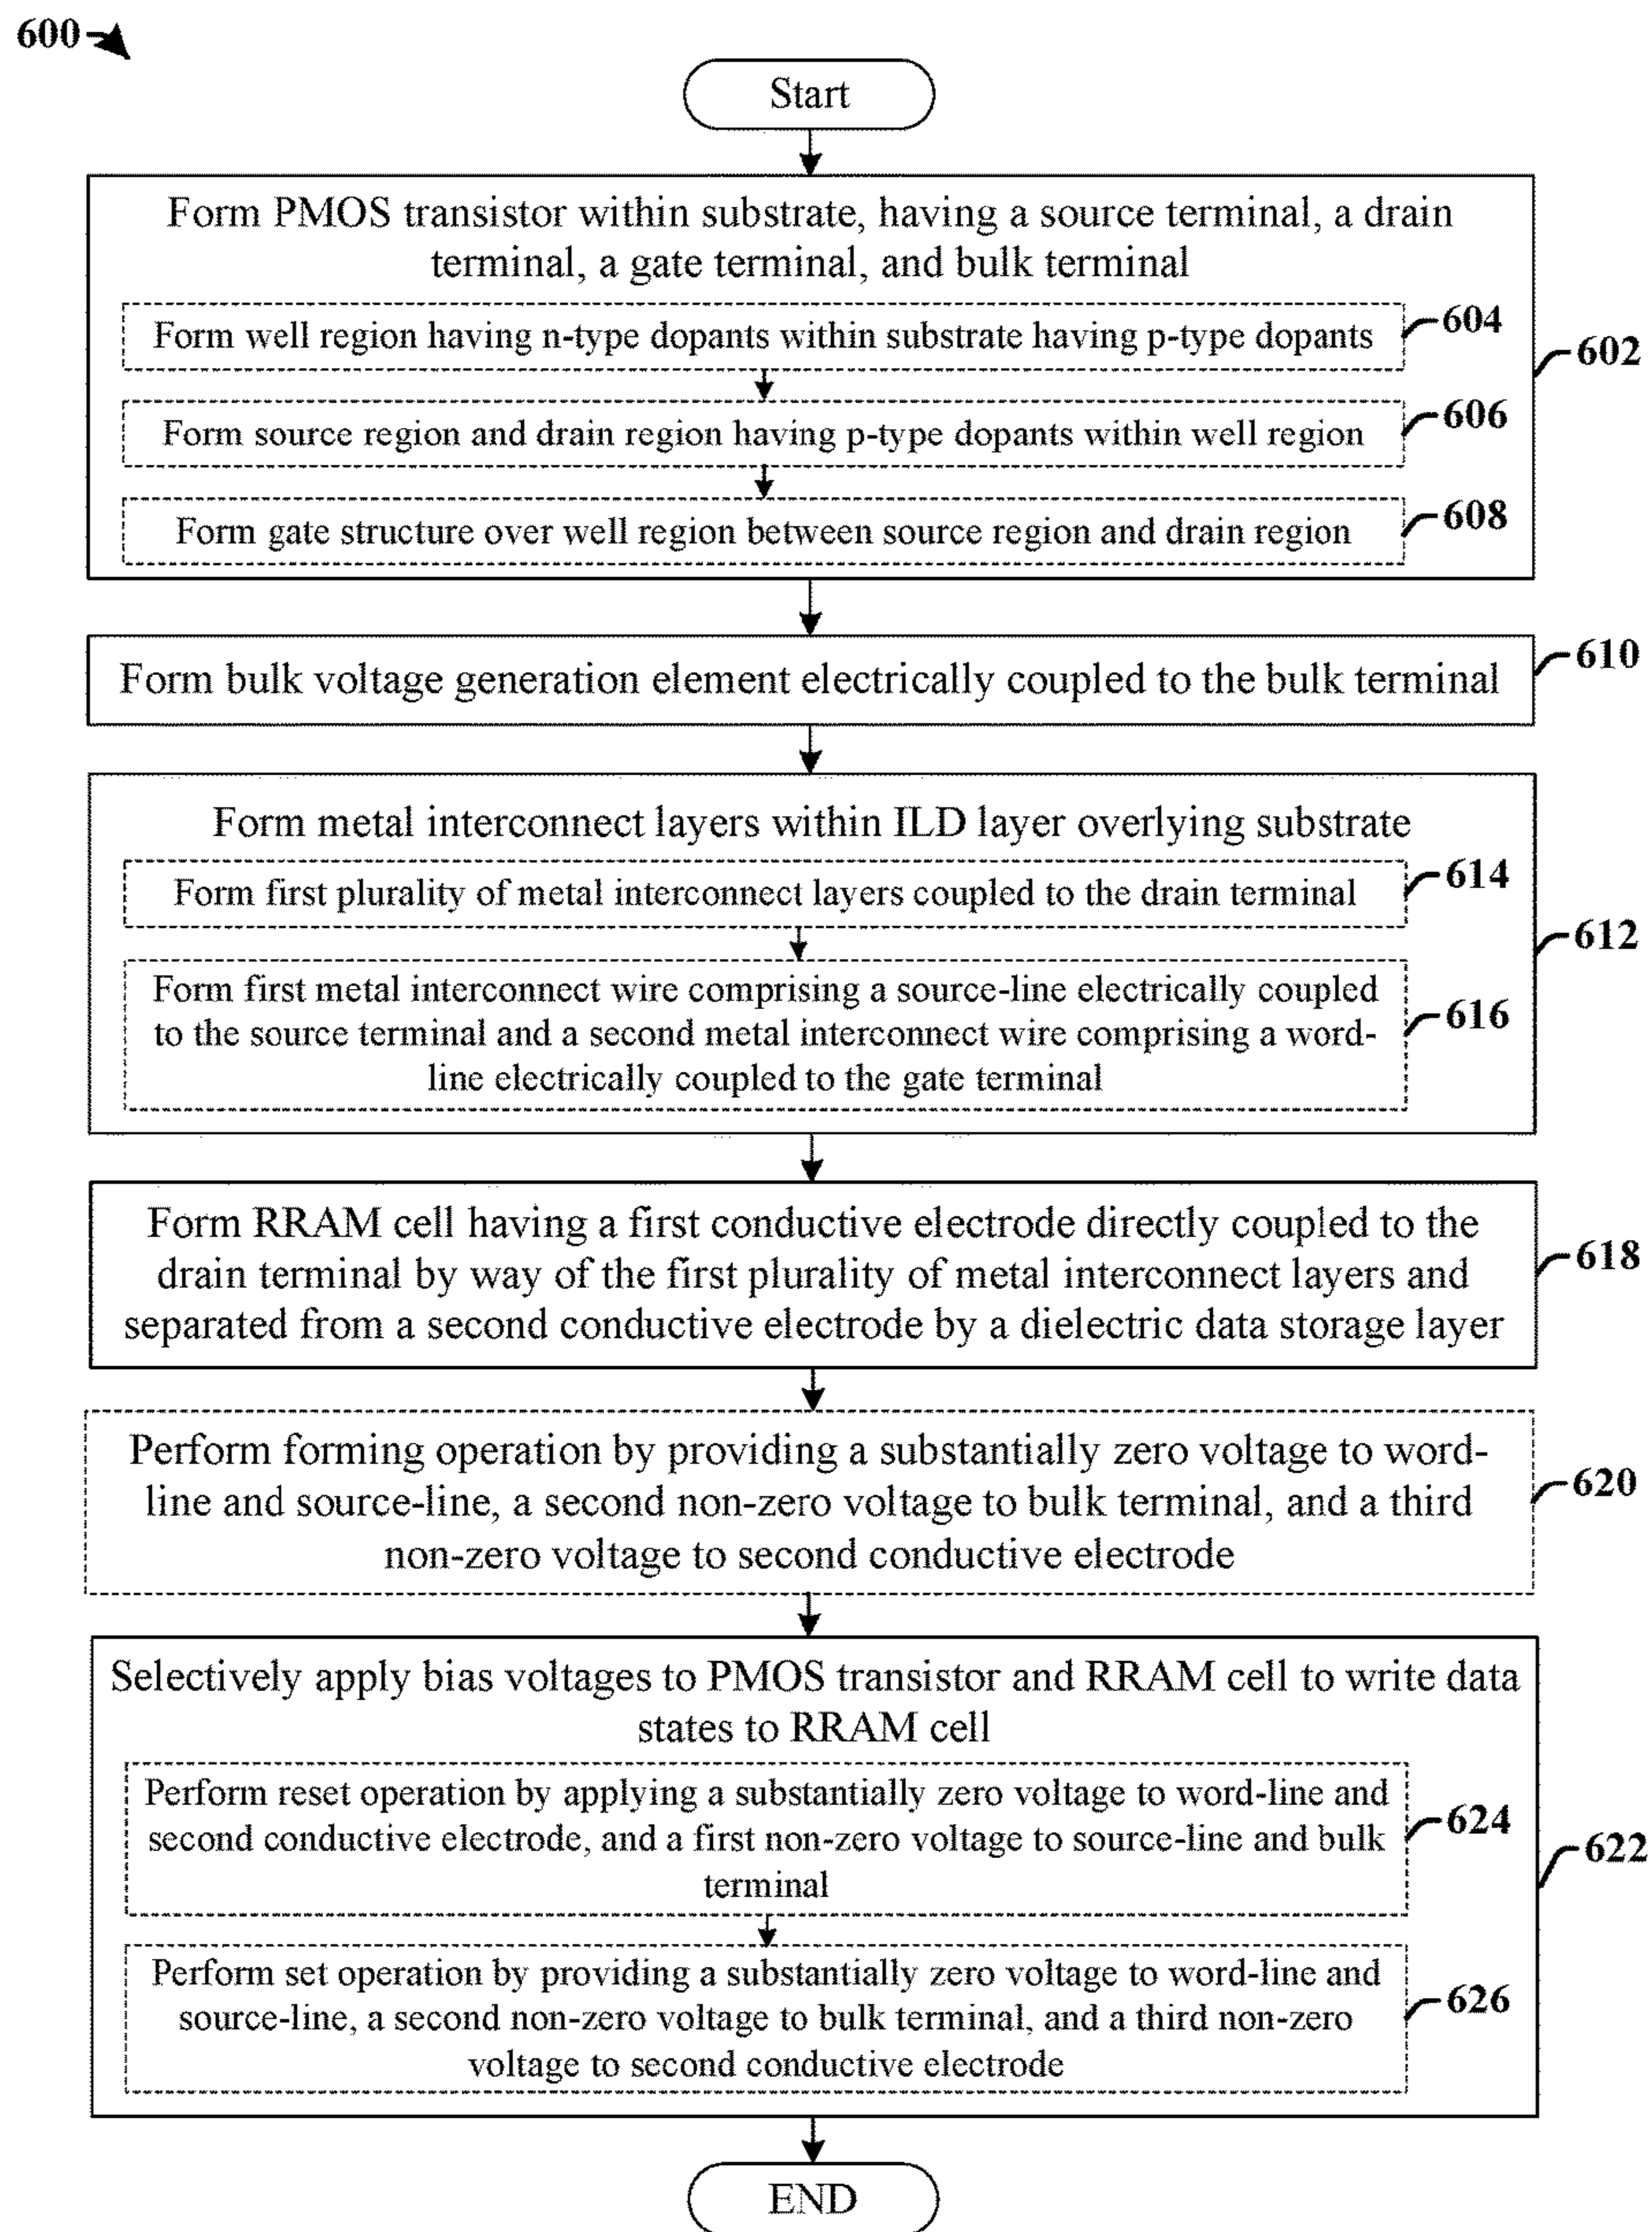 600
Start
Form PMOS transistor within substrate, having a source terminal, a drain
terminal, a gate terminal, and bulk terminal
Form well region having n-type dopants within substrate having p-type dopants
604
602
Form source region and drain region having p-type dopants within well region
606
Form gate structure over well region between source region and drain region
608
Form bulk voltage generation element electrically coupled to the bulk terminal
610
Form metal interconnect layers within ILD layer overlying substrate
Form first plurality of metal interconnect layers coupled to the drain terminal
614
612
Form first metal interconnect wire comprising a source-line electrically coupled
to the source terminal and a second metal interconnect wire comprising a word-
line electrically coupled to the gate terminal
616
Form RRAM cell having a first conductive electrode directly coupled to the
drain terminal by way of the first plurality of metal interconnect layers and
separated from a second conductive electrode by a dielectric data storage layer
618
Perform forming operation by providing a substantially zero voltage to word-
line and source-line, a second non-zero voltage to bulk terminal, and a third
non-zero voltage to second conductive electrode
620
Selectively apply bias voltages to PMOS transistor and RRAM cell to write data
states to RRAM cell
Perform reset operation by applying a substantially zero voltage to word-line and
second conductive electrode, and a first non-zero voltage to source-line and bulk
terminal
624
622
Perform set operation by providing a substantially zero voltage to word-line and
source-line, a second non-zero voltage to bulk terminal, and a third non-zero
voltage to second conductive electrode
626
END